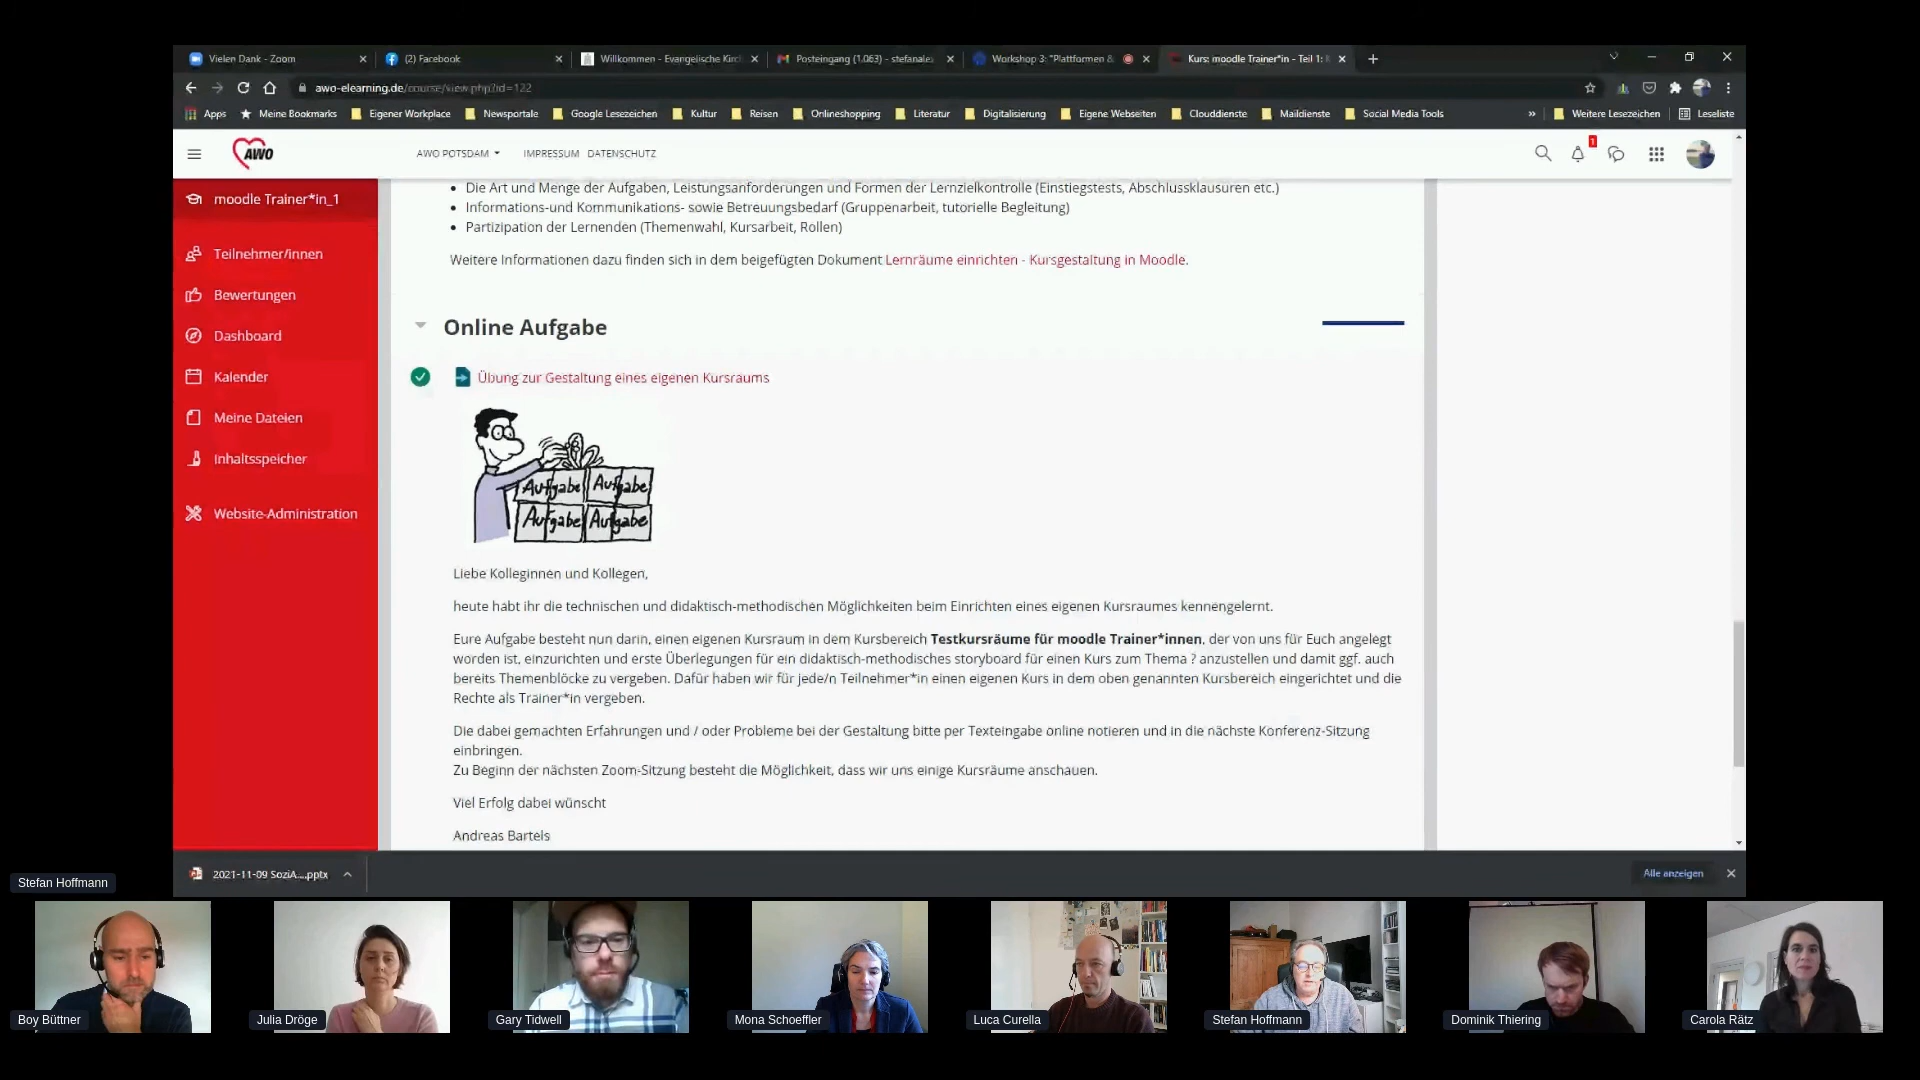 Vielen Dank - Zoom
(2) Facebook
Willkommen - Evangelische Kirc
Posteingang (1.063) - stefanale
Workshop 3: "Plattformen &
Kurs: moodle Trainer*in - Teil 1:
awo-elearning.de/course/view.php?id=122
Apps
Meine Bookmarks
Eigener Workplace
Newsportale
Google Lesezeichen
Kultur
Reisen
Onlineshopping
Literatur
Digitalisierung
Eigene Webseiten
Clouddienste
Maildienste
Social Media Tools
»
Weitere Lesezeichen
Leseliste
AWO
AWO POTSDAM
IMPRESSUM
DATENSCHUTZ
1
moodle Trainer*in_1
Teilnehmer/innen
Bewertungen
Dashboard
Kalender
Meine Dateien
Inhaltsspeicher
Website-Administration
• Die Art und Menge der Aufgaben, Leistungsanforderungen und Formen der Lernzielkontrolle (Einstiegstests, Abschlussklausuren etc.)
• Informations-und Kommunikations- sowie Betreuungsbedarf (Gruppenarbeit, tutorielle Begleitung)
• Partizipation der Lernenden (Themenwahl, Kursarbeit, Rollen)
Weitere Informationen dazu finden sich in dem beigefügten Dokument Lernräume einrichten - Kursgestaltung in Moodle.
Online Aufgabe
Übung zur Gestaltung eines eigenen Kursraums
Aufgabe Aufgabe
Aufgabe Aufgabe
Liebe Kolleginnen und Kollegen,
heute habt ihr die technischen und didaktisch-methodischen Möglichkeiten beim Einrichten eines eigenen Kursraumes kennengelernt.
Eure Aufgabe besteht nun darin, einen eigenen Kursraum in dem Kursbereich Testkursräume für moodle Trainer*innen, der von uns für Euch angelegt
worden ist, einzurichten und erste Überlegungen für ein didaktisch-methodisches storyboard für einen Kurs zum Thema ? anzustellen und damit ggf. auch
bereits Themenblöcke zu vergeben. Dafür haben wir für jede/n Teilnehmer*in einen eigenen Kurs in dem oben genannten Kursbereich eingerichtet und die
Rechte als Trainer*in vergeben.
Die dabei gemachten Erfahrungen und / oder Probleme bei der Gestaltung bitte per Texteingabe online notieren und in die nächste Konferenz-Sitzung
einbringen.
Zu Beginn der nächsten Zoom-Sitzung besteht die Möglichkeit, dass wir uns einige Kursräume anschauen.
Viel Erfolg dabei wünscht
Andreas Bartels
2021-11-09 SoziA....pptx
Alle anzeigen
Stefan Hoffmann
Boy Büttner
Julia Dröge
Gary Tidwell
Mona Schoeffler
Luca Curella
Stefan Hoffmann
Dominik Thiering
Carola Rätz